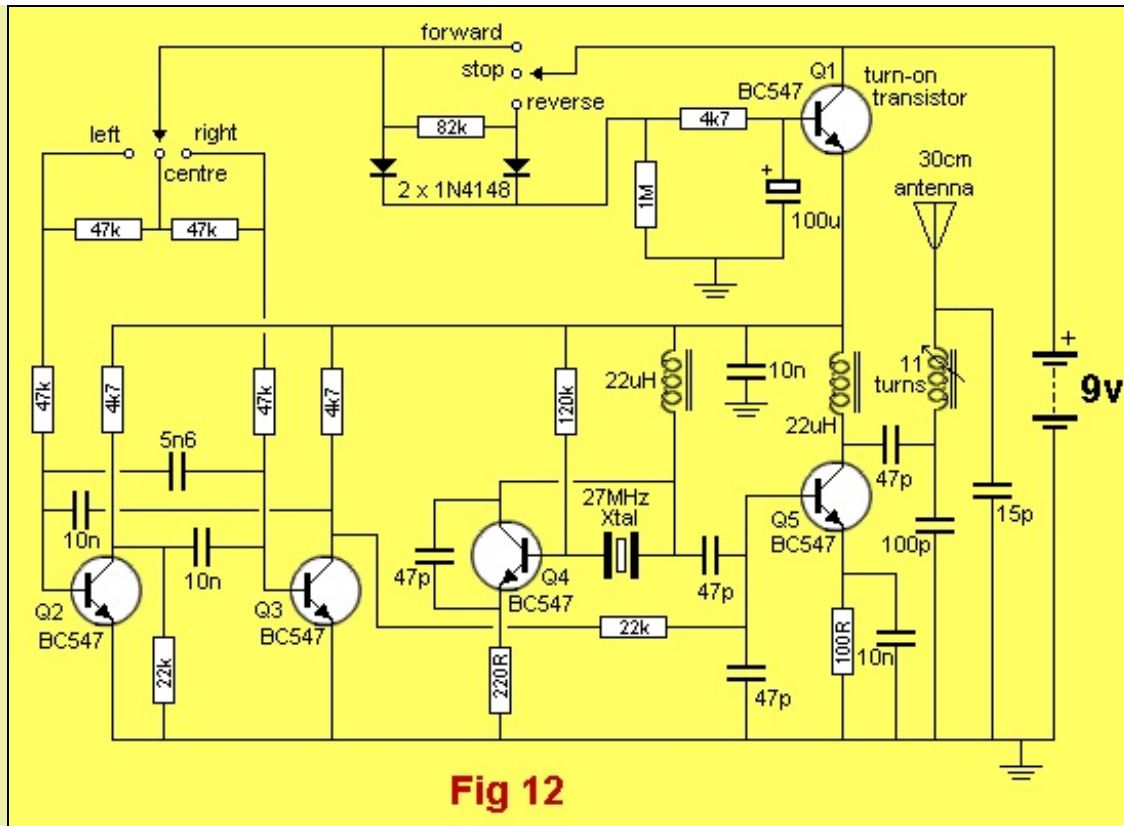 forward
stop
reverse
Q1
BC547
turn-on
transistor
left
right
centre
82k
4k7
2 x 1N4148
1M
+
100u
30cm
antenna
47k
47k
47k
4k7
47k
4k7
120k
22uH
10n
22uH
11
turns
+
9v
5n6
10n
10n
27MHz
Xtal
47p
47p
47p
Q5
BC547
100p
15p
Q4
BC547
Q2
BC547
Q3
BC547
22k
22k
220R
47p
100R
10n
Fig 12